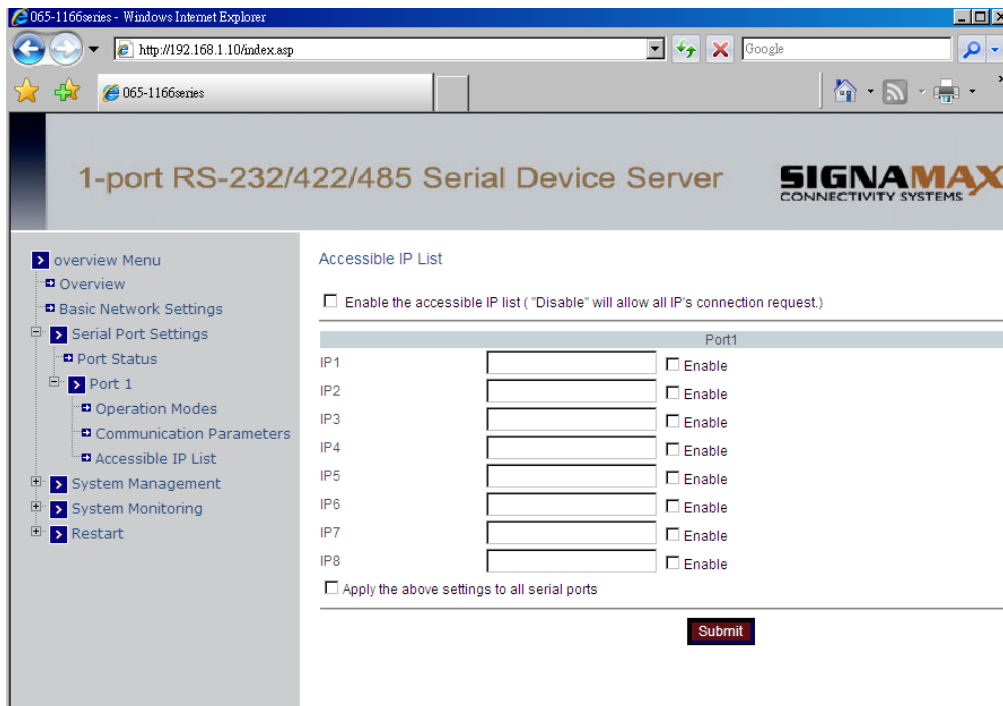 065-1166series - Windows Internet Explorer
http://192.168.1.10/index.asp
Google
065-1166series
1-port RS-232/422/485 Serial Device Server
SIGNAMAX
CONNECTIVITY SYSTEMS
overview Menu
Overview
Basic Network Settings
Serial Port Settings
Port Status
Port 1
Operation Modes
Communication Parameters
Accessible IP List
System Management
System Monitoring
Restart
Accessible IP List
Enable the accessible IP list ( "Disable" will allow all IP's connection request.)
Port1
IP1 Enable
IP2 Enable
IP3 Enable
IP4 Enable
IP5 Enable
IP6 Enable
IP7 Enable
IP8 Enable
Apply the above settings to all serial ports
Submit